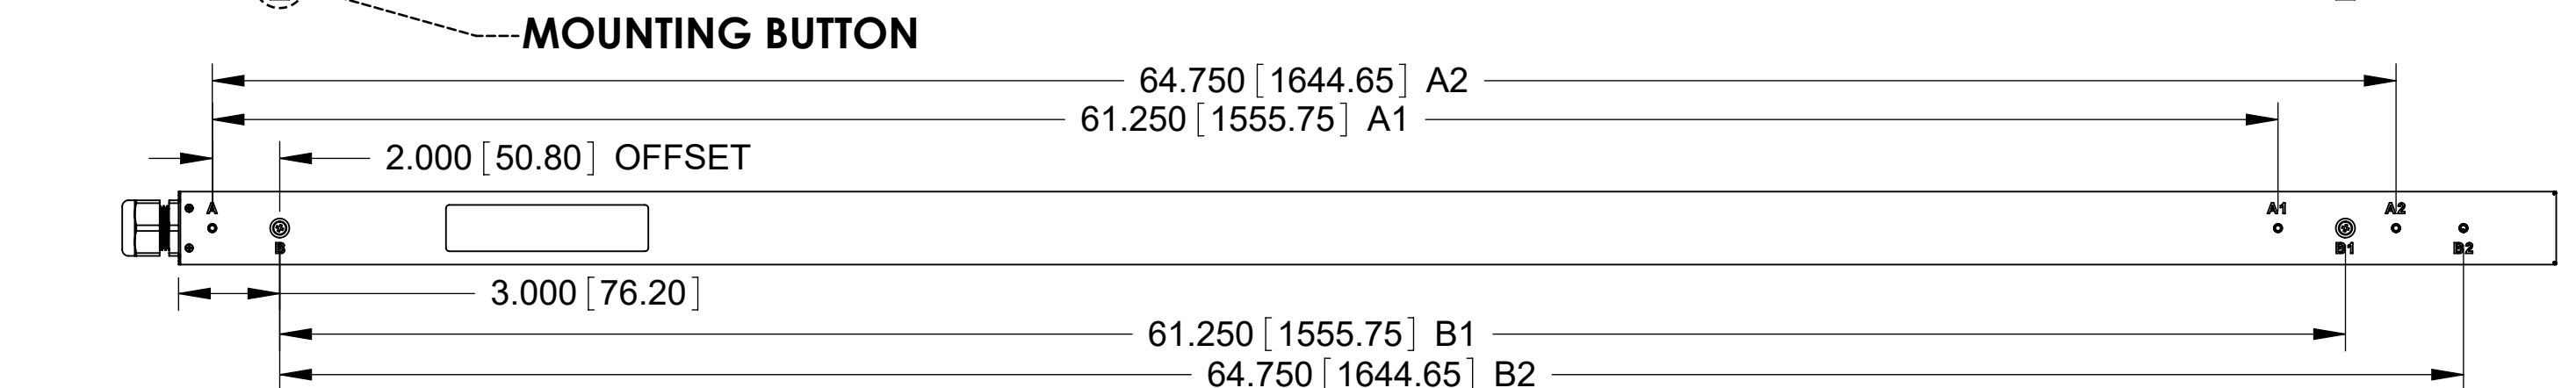 MOUNTING BUTTON
64.750 [1644.65] A2
61.250 [1555.75] A1
2.000 [50.80] OFFSET
A
A1
A2
B
B1
B2
3.000 [76.20]
61.250 [1555.75] B1
64.750 [1644.65] B2